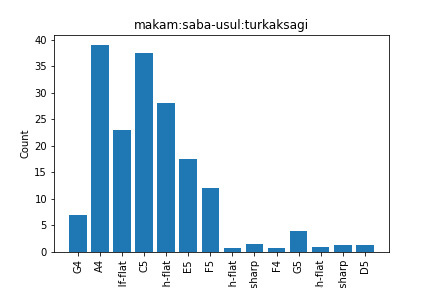 makam:saba-usul:turkaksagi
Count
40
35
30
25
20
15
10
5
0
G4
A4
lf-flat
C5
h-flat
E5
F5
h-flat
sharp
F4
G5
h-flat
sharp
D5